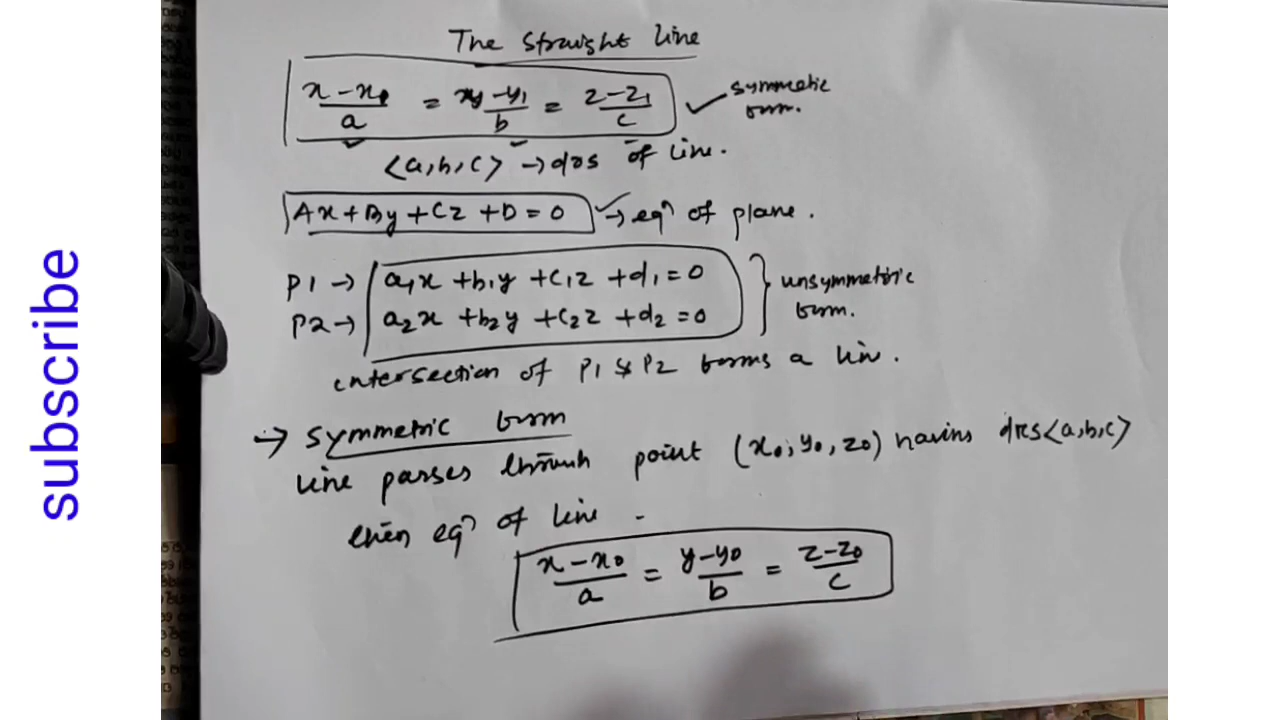 The straight line
x-x₁/a = y-y₁/b = z-z₁/c ✓ symmetic form.
<a,b,c> → drs of line.
Ax+By+Cz+D=0 → eqⁿ of plane.
P1 → a₁x+b₁y+c₁z+d₁=0
P2 → a₂x+b₂y+c₂z+d₂=0
} unsymmetric form.
intersection of P1 & P2 forms a lin.
→ symmetric form
line passes through point (x₀,y₀,z₀) having drs<a,b,c>
then eqⁿ of line -
x-x₀/a = y-y₀/b = z-z₀/c
subscribe